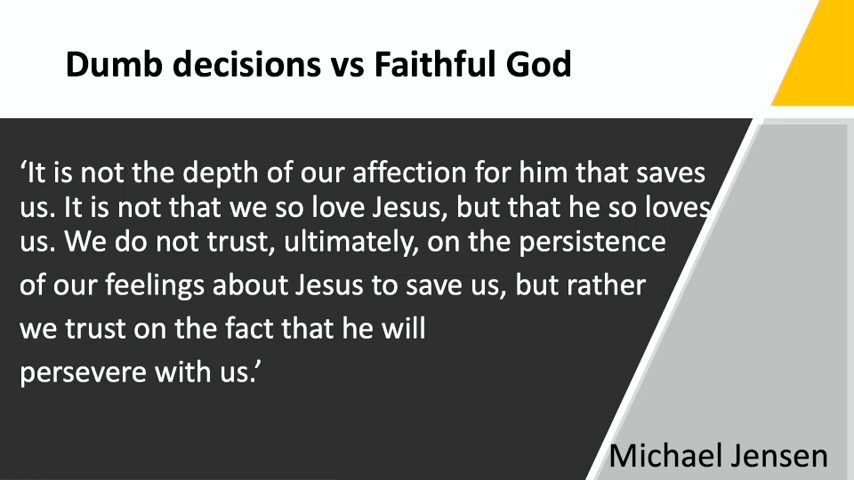 Dumb decisions vs Faithful God
‘It is not the depth of our affection for him that saves
us. It is not that we so love Jesus, but that he so loves
us. We do not trust, ultimately, on the persistence
of our feelings about Jesus to save us, but rather
we trust on the fact that he will
persevere with us.’
Michael Jensen